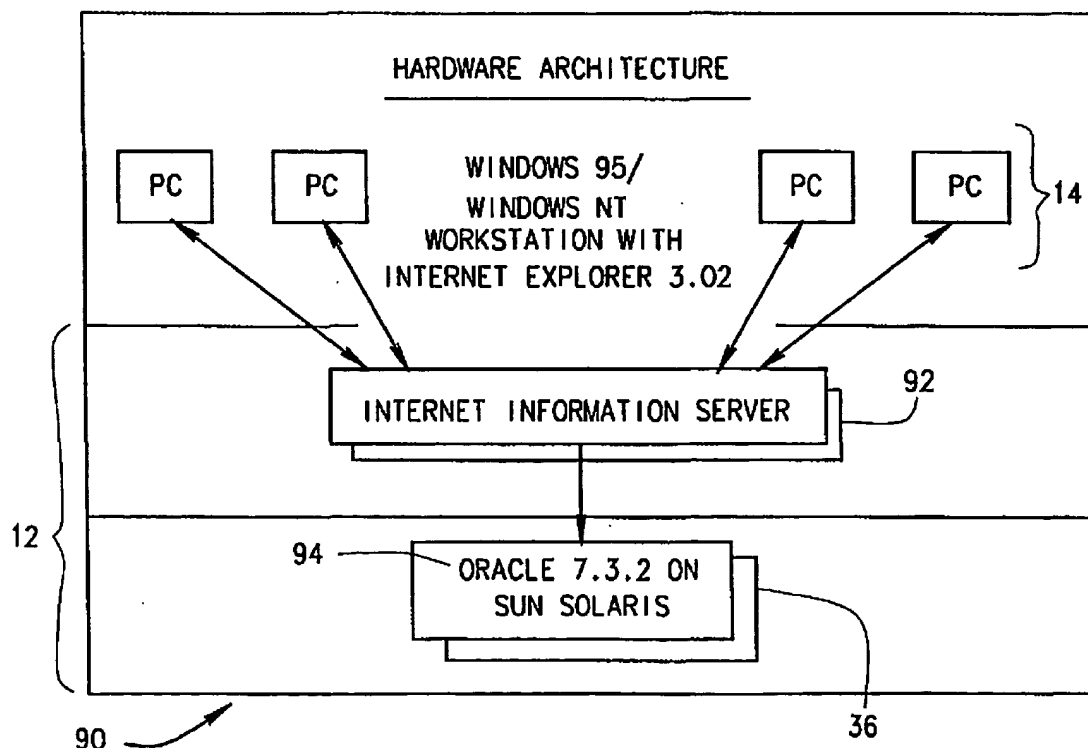 HARDWARE ARCHITECTURE
PC
PC
WINDOWS 95/
WINDOWS NT
WORKSTATION WITH
INTERNET EXPLORER 3.02
PC
PC
14
INTERNET INFORMATION SERVER
92
12
94
ORACLE 7.3.2 ON
SUN SOLARIS
90
36